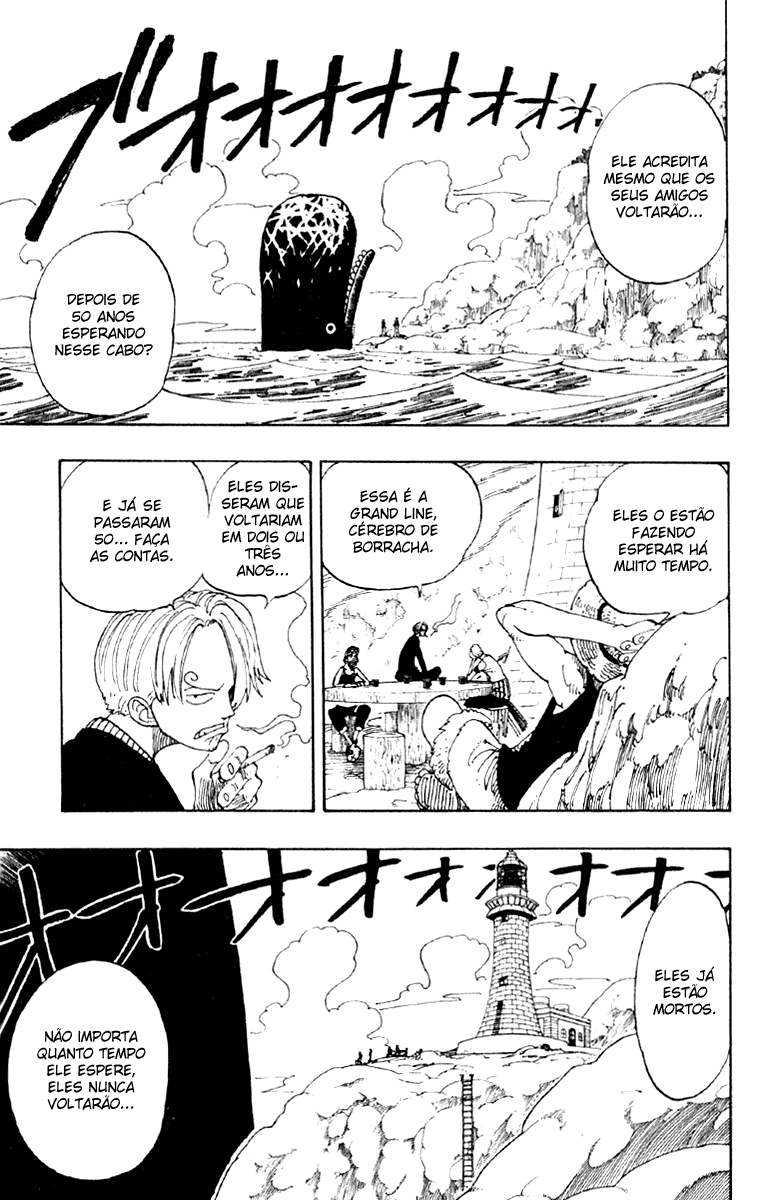 ブオオオオオオオ
ELE ACREDITA
MESMO QUE OS
SEUS AMIGOS
VOLTARÃO...
DEPOIS DE
50 ANOS
ESPERANDO
NESSE CABO?
ELES O ESTÃO
FAZENDO
ESPERAR HÁ
MUITO TEMPO.
ESSA É A
GRAND LINE,
CÉREBRO DE
BORRACHA.
ELES DIS-
SERAM QUE
VOLTARIAM
EM DOIS OU
TRÊS
ANOS...
E JÁ SE
PASSARAM
50... FAÇA
AS CONTAS.
オオオオオオオオ
ELES JÁ
ESTÃO
MORTOS.
NÃO IMPORTA
QUANTO TEMPO
ELE ESPERE,
ELES NUNCA
VOLTARÃO...